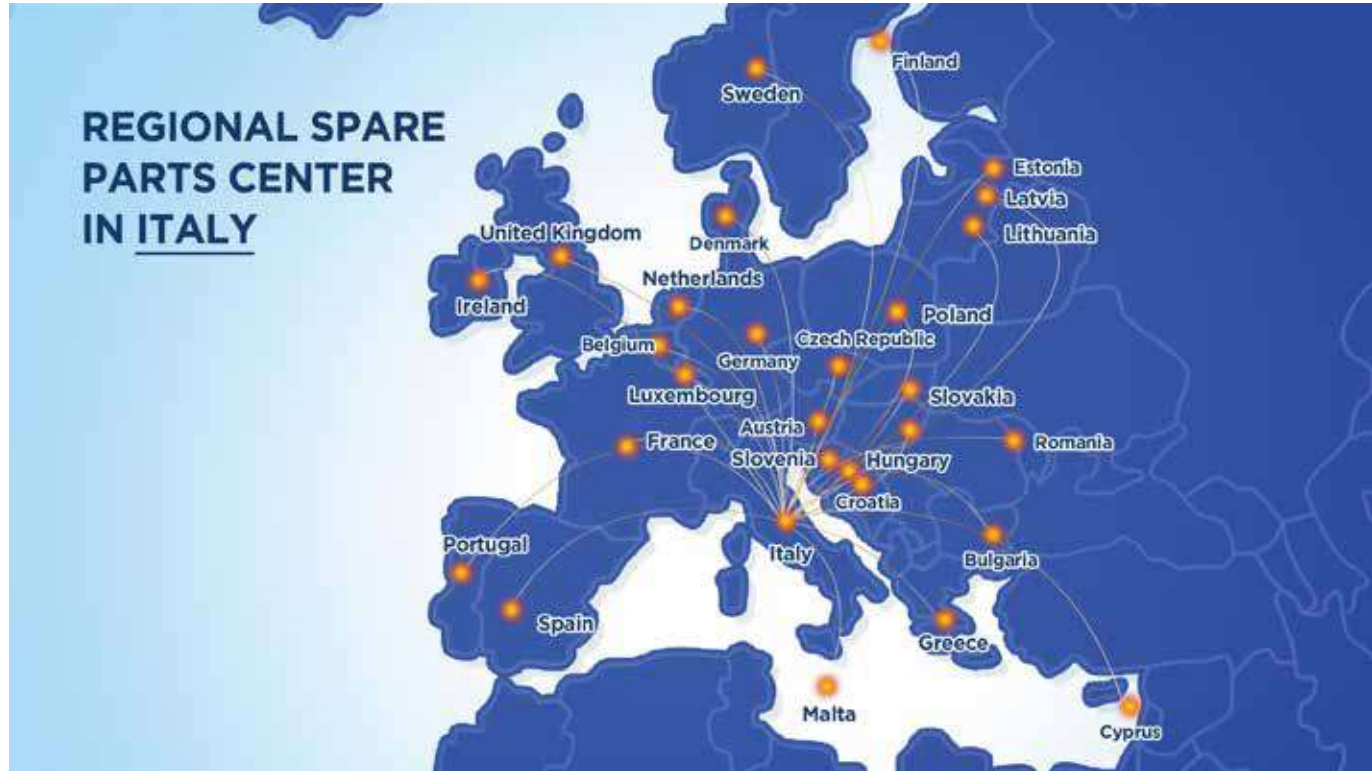 REGIONAL SPARE
PARTS CENTER
IN ITALY
Finland
Sweden
Estonia
Latvia
Lithuania
United Kingdom
Denmark
Netherlands
Ireland
Poland
Belgium
Czech Republic
Germany
Luxembourg
Slovakia
Austria
France
Romania
Slovenia
Hungary
Croatia
Portugal
Italy
Bulgaria
Spain
Greece
Malta
Cyprus